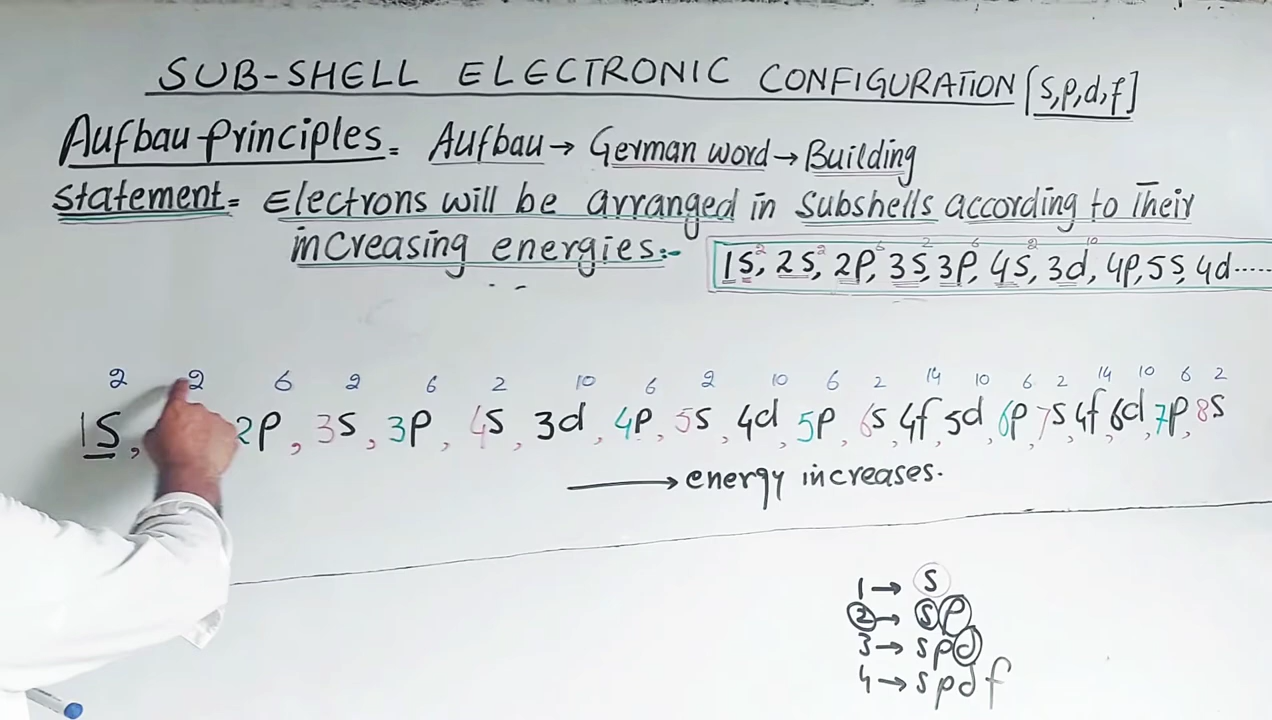 SUB-SHELL ELECTRONIC CONFIGURATION [s,p,d,f]
Aufbau principles = Aufbau → German word → Building
Statement = Electrons will be arranged in Subshells according to Their
increasing energies:-
1s², 2s², 2p⁶, 3s², 3p⁶, 4s², 3d¹⁰, 4p, 5s, 4d.....
2 2 6 2 6 2 10 6 2 10 6 2 14 10 6 2 14 10 6 2
1s, 2p, 3s, 3p, 4s, 3d, 4p, 5s, 4d, 5p, 6s, 4f, 5d, 6p, 7s, 4f, 6d, 7p, 8s
→ energy increases.
1 → s
2 → s p
3 → s p d
4 → s p d f